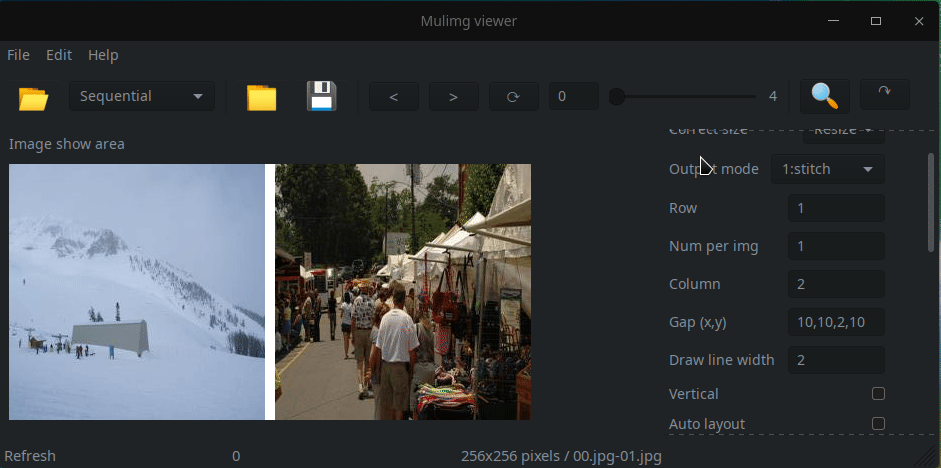 MulImg viewer
File Edit Help
Sequential < > 0 4
Image show area
Correct size Resize
Output mode 1:stitch
Row 1
Num per img 1
Column 2
Gap (x,y) 10,10,2,10
Draw line width 2
Vertical
Auto layout
Refresh 0 256x256 pixels / 00.jpg-01.jpg